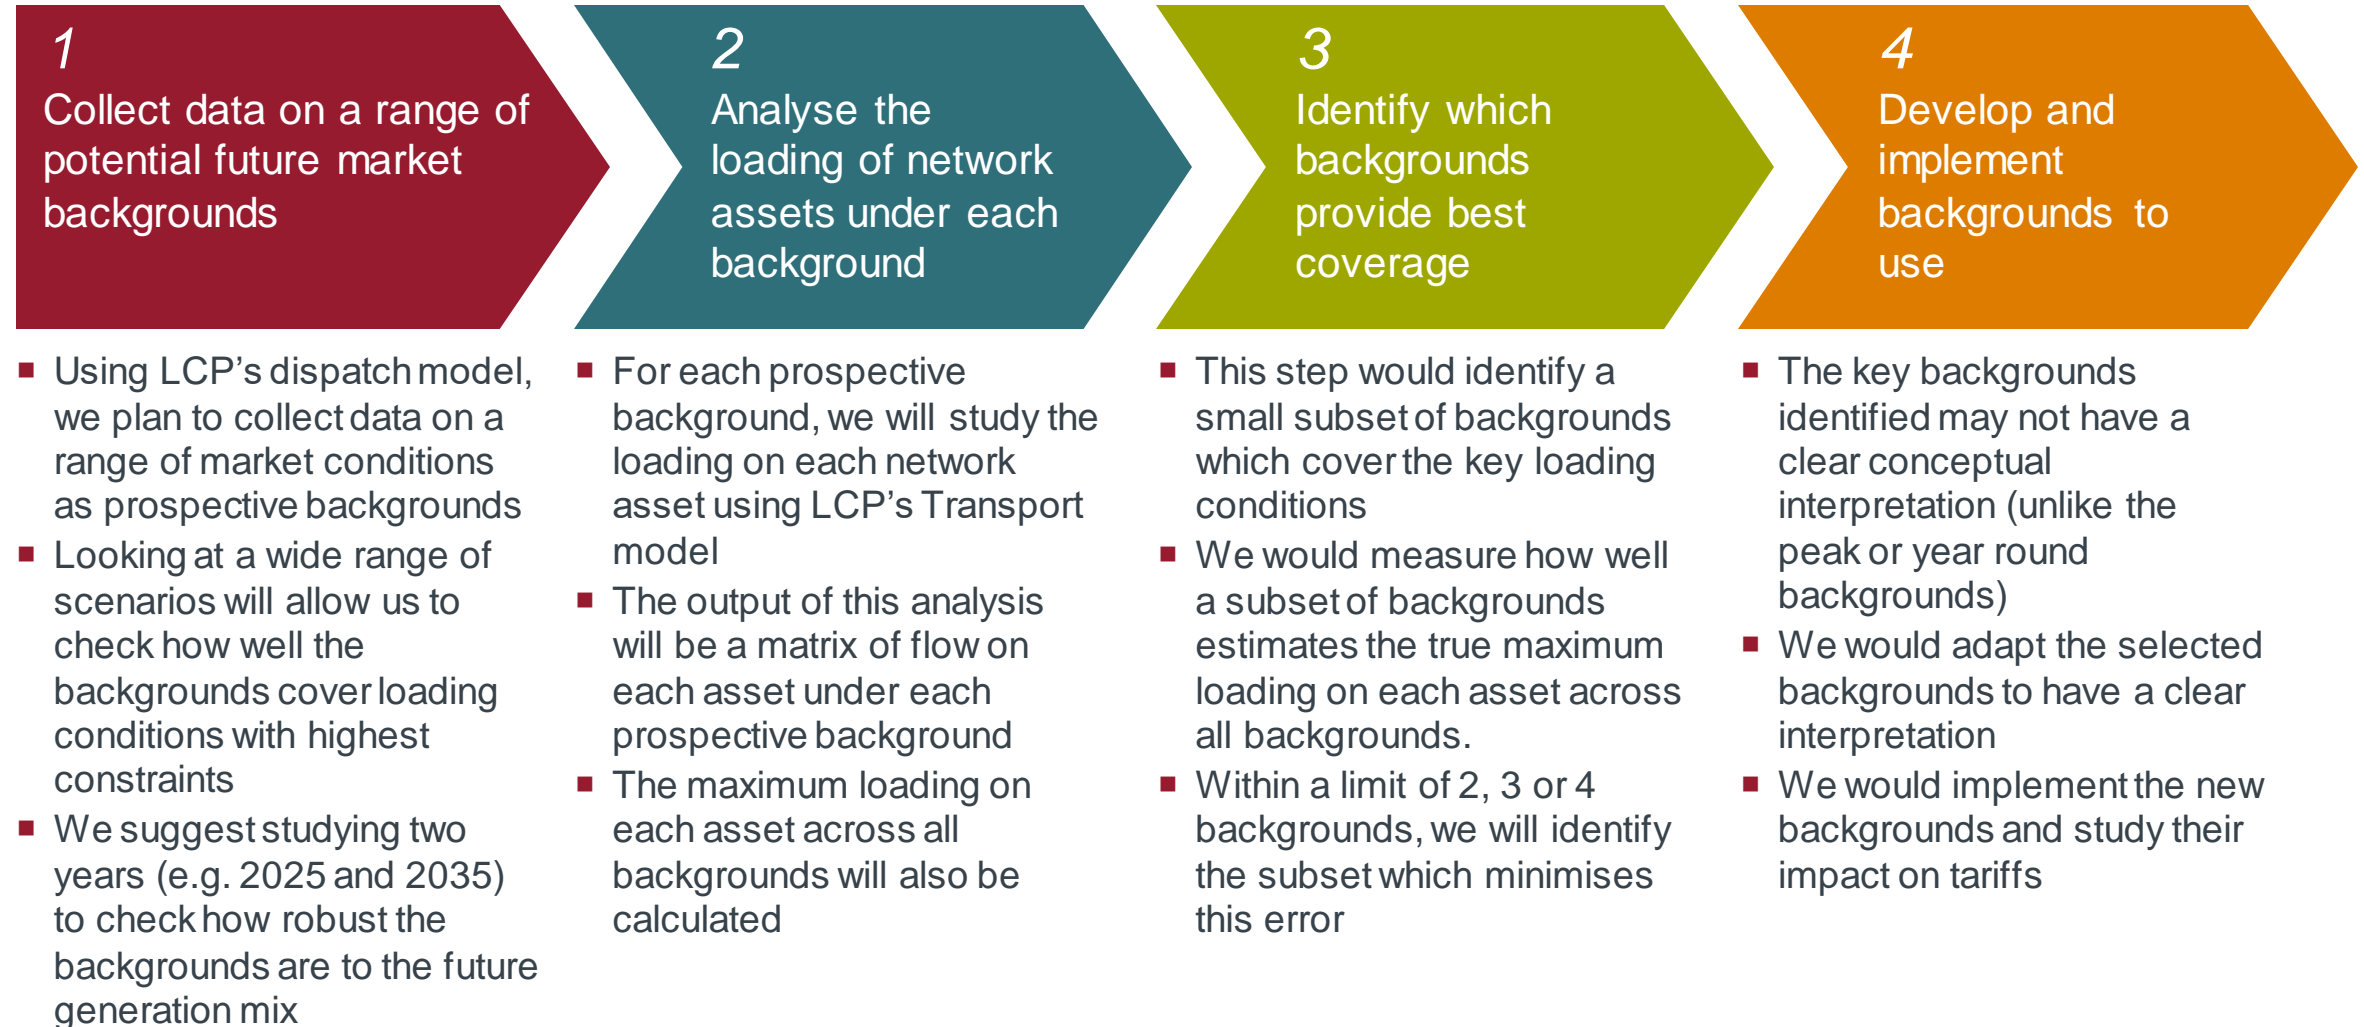 1
Collect data on a range of
potential future market
backgrounds
2
Analyse the
loading of network
assets under each
background
3
Identify which
backgrounds
provide best
coverage
4
Develop and
implement
backgrounds to
use
Using LCP's dispatch model,
we plan to collect data on a
range of market conditions
as prospective backgrounds
Looking at a wide range of
scenarios will allow us to
check how well the
backgrounds cover loading
conditions with highest
constraints
We suggest studying two
years (e.g. 2025 and 2035)
to check how robust the
backgrounds are to the future
generation mix
For each prospective
background, we will study the
loading on each network
asset using LCP's Transport
model
The output of this analysis
will be a matrix of flow on
each asset under each
prospective background
The maximum loading on
each asset across all
backgrounds will also be
calculated
This step would identify a
small subset of backgrounds
which cover the key loading
conditions
We would measure how well
a subset of backgrounds
estimates the true maximum
loading on each asset across
all backgrounds.
Within a limit of 2, 3 or 4
backgrounds, we will identify
the subset which minimises
this error
The key backgrounds
identified may not have a
clear conceptual
interpretation (unlike the
peak or year round
backgrounds)
We would adapt the selected
backgrounds to have a clear
interpretation
We would implement the new
backgrounds and study their
impact on tariffs